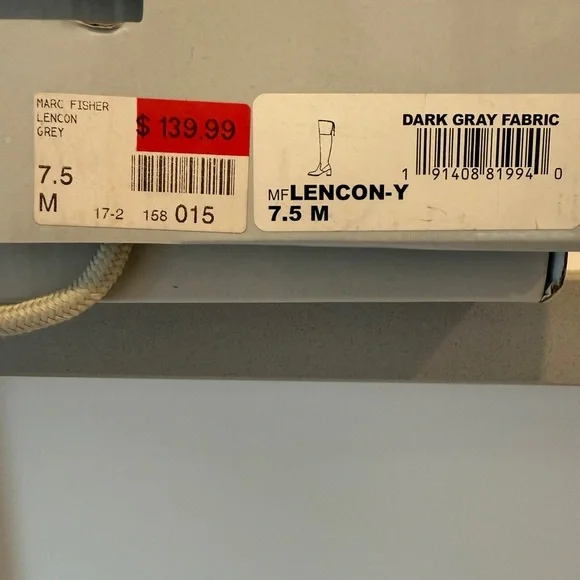 MARC FISHER
LENCON
GREY
$ 139.99
7.5
M
17-2 158 015
DARK GRAY FABRIC
1 91408 81994 0
MFLENCON-Y
7.5 M